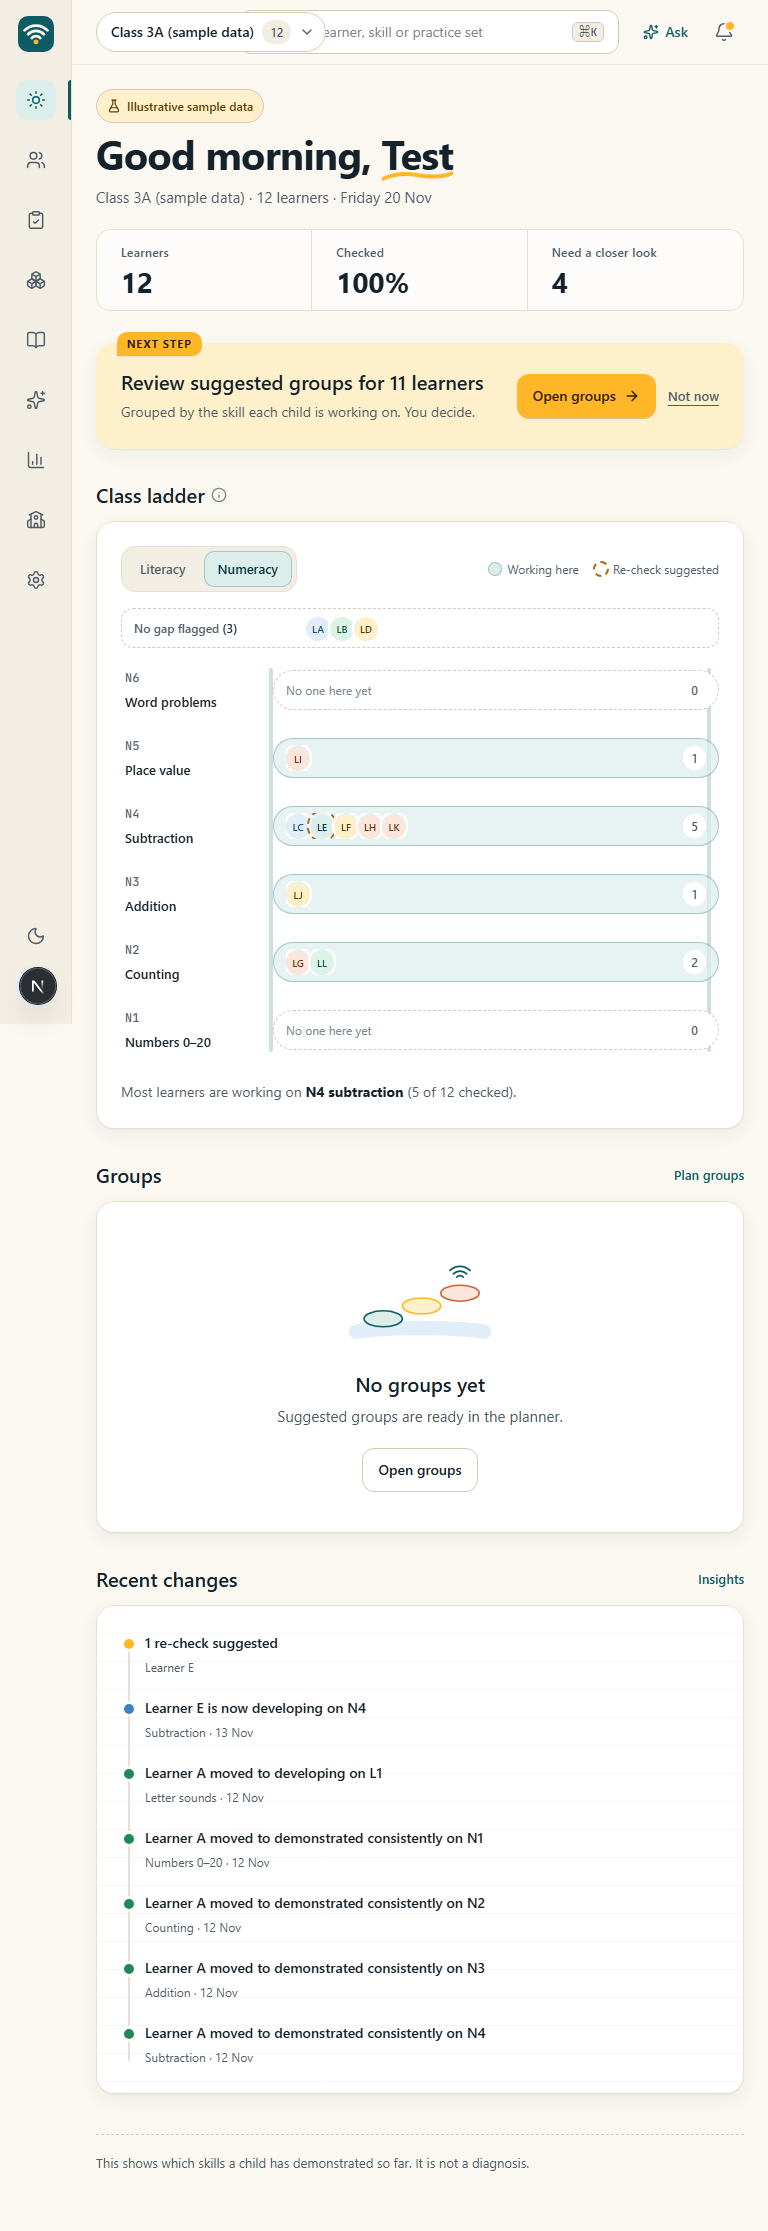 Class 3A (sample data) 12
earner, skill or practice set
⌘K
Ask
Illustrative sample data
Good morning, Test
Class 3A (sample data) · 12 learners · Friday 20 Nov
Learners
12
Checked
100%
Need a closer look
4
NEXT STEP
Review suggested groups for 11 learners
Grouped by the skill each child is working on. You decide.
Open groups
Not now
Class ladder
Literacy
Numeracy
Working here
Re-check suggested
No gap flagged (3)
LA LB LD
N6
Word problems
No one here yet
0
N5
Place value
LI
1
N4
Subtraction
LC LE LF LH LK
5
N3
Addition
LJ
1
N2
Counting
LG LL
2
N1
Numbers 0–20
No one here yet
0
Most learners are working on N4 subtraction (5 of 12 checked).
Groups
Plan groups
No groups yet
Suggested groups are ready in the planner.
Open groups
Recent changes
Insights
1 re-check suggested
Learner E
Learner E is now developing on N4
Subtraction · 13 Nov
Learner A moved to developing on L1
Letter sounds · 12 Nov
Learner A moved to demonstrated consistently on N1
Numbers 0–20 · 12 Nov
Learner A moved to demonstrated consistently on N2
Counting · 12 Nov
Learner A moved to demonstrated consistently on N3
Addition · 12 Nov
Learner A moved to demonstrated consistently on N4
Subtraction · 12 Nov
N
This shows which skills a child has demonstrated so far. It is not a diagnosis.